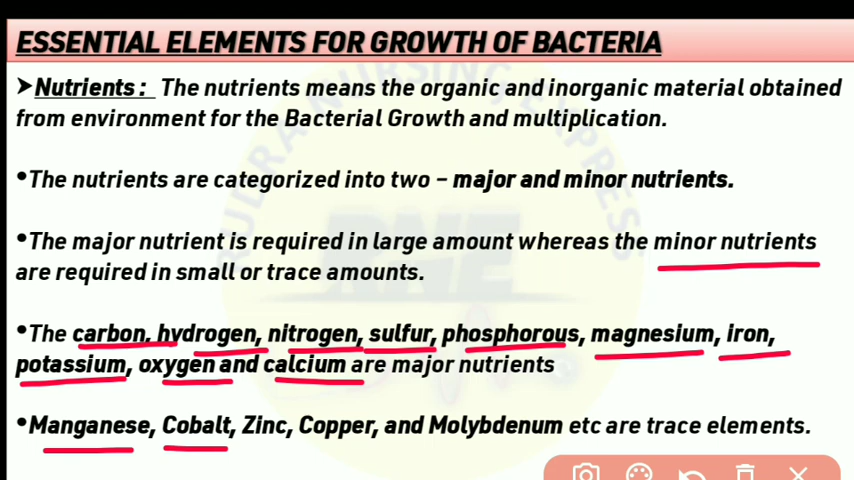 ESSENTIAL ELEMENTS FOR GROWTH OF BACTERIA
➤Nutrients : The nutrients means the organic and inorganic material obtained
from environment for the Bacterial Growth and multiplication.
•The nutrients are categorized into two – major and minor nutrients.
•The major nutrient is required in large amount whereas the minor nutrients
are required in small or trace amounts.
•The carbon, hydrogen, nitrogen, sulfur, phosphorous, magnesium, iron,
potassium, oxygen and calcium are major nutrients
•Manganese, Cobalt, Zinc, Copper, and Molybdenum etc are trace elements.
RNE